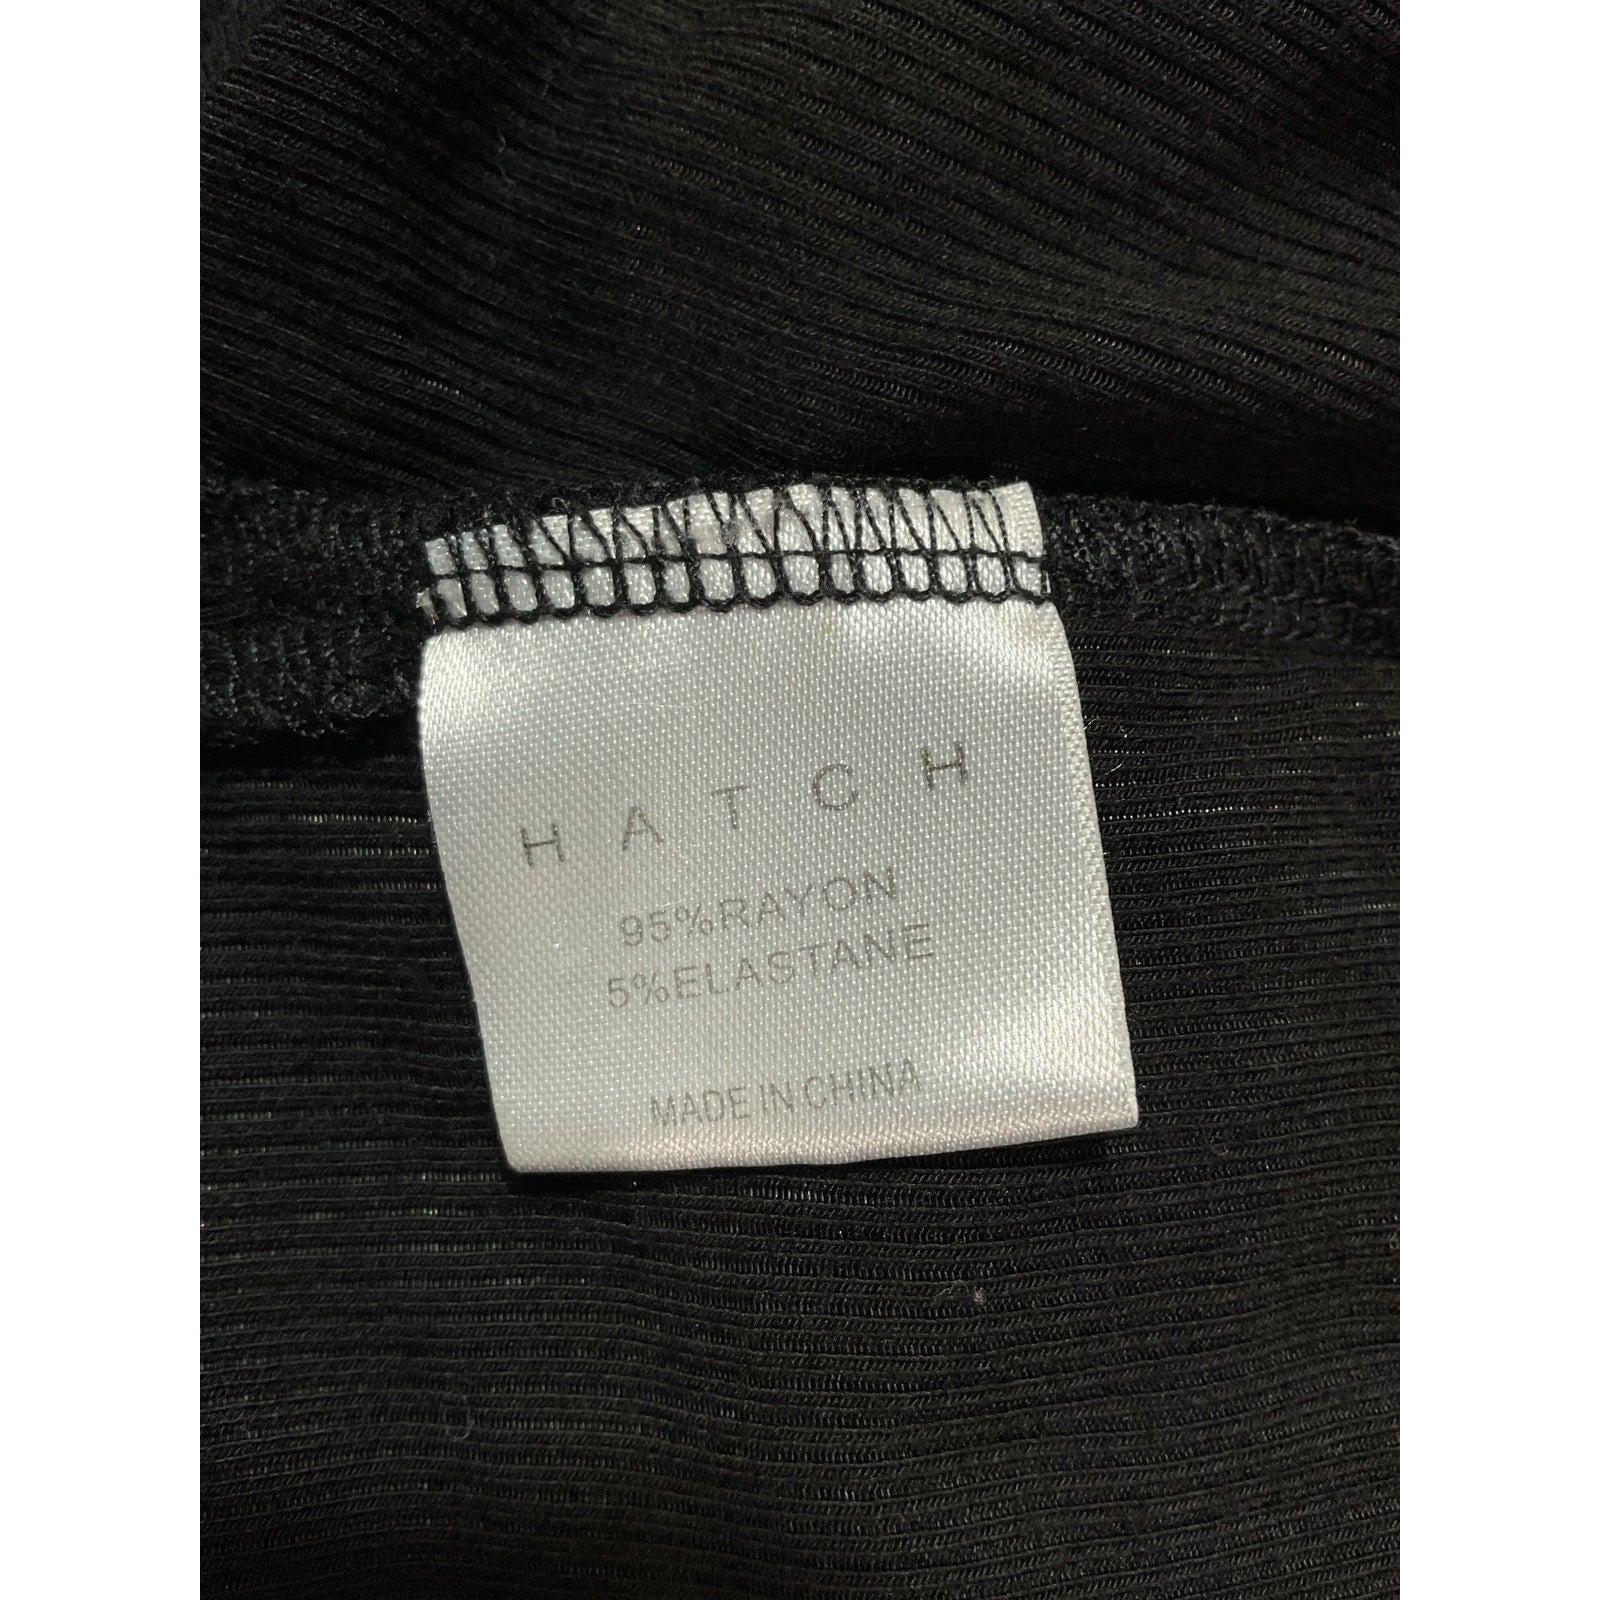 H A T C H
95%RAYON
5%ELASTANE
MADE IN CHINA